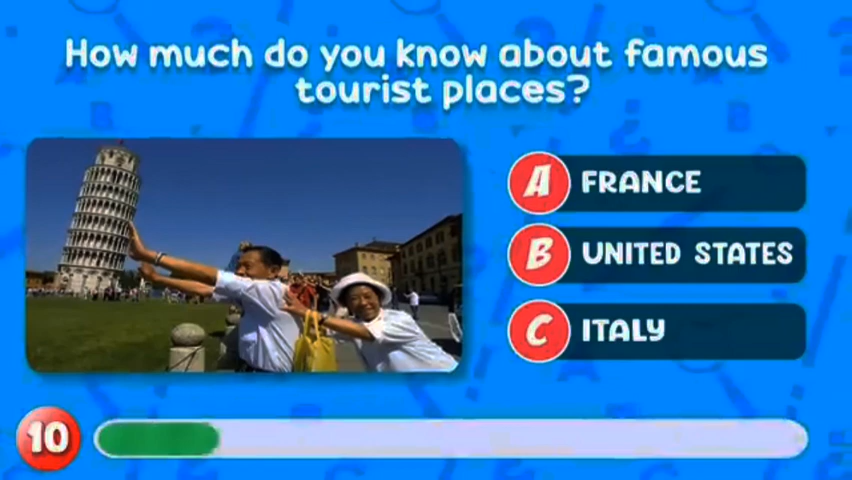 How much do you know about famous
tourist places?
A FRANCE
B UNITED STATES
C ITALY
10